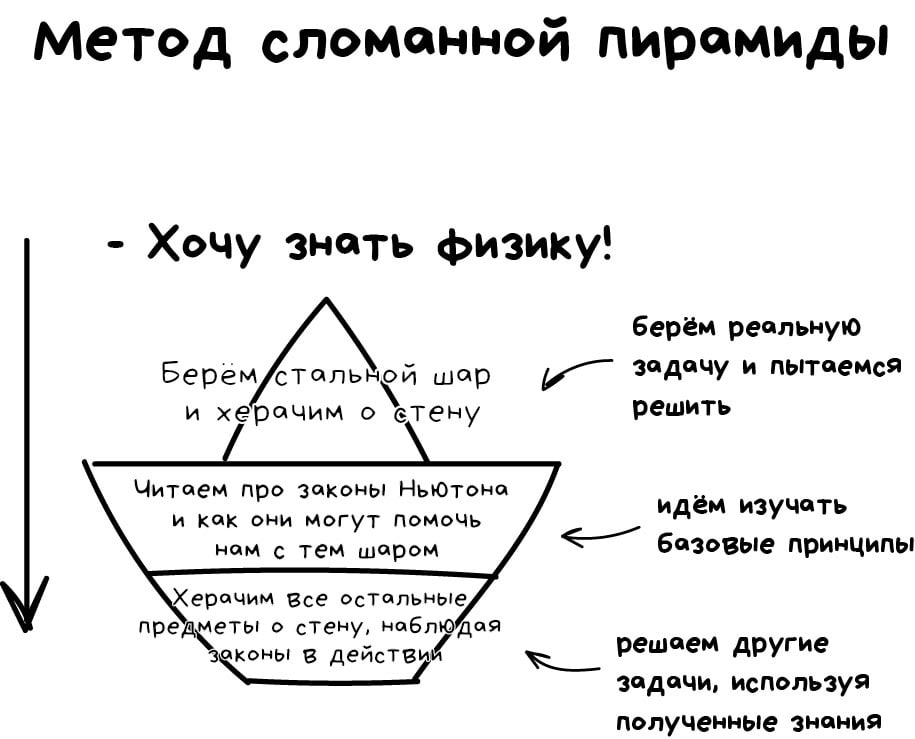 Метод сломанной пирамиды
- Хочу знать физику!
Берём стальной шар
и херачим о стену
берём реальную
задачу и пытаемся
решить
Читаем про законы Ньютона
и как они могут помочь
нам с тем шаром
идём изучать
базовые принципы
Херачим все остальные
предметы о стену, наблюдая
законы в действии
решаем другие
задачи, используя
полученные знания